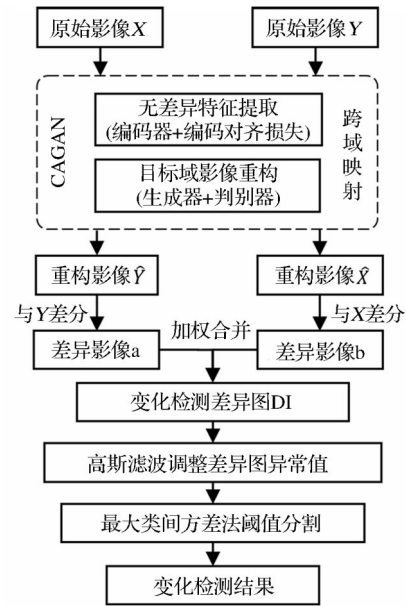 原始影像X
原始影像Y
CAGAN
无差异特征提取
(编码器+编码对齐损失)
目标域影像重构
(生成器+判别器)
跨域映射
重构影像Ŷ
重构影像X̂
与Y差分
加权合并
与X差分
差异影像a
差异影像b
变化检测差异图DI
高斯滤波调整差异图异常值
最大类间方差法阈值分割
变化检测结果